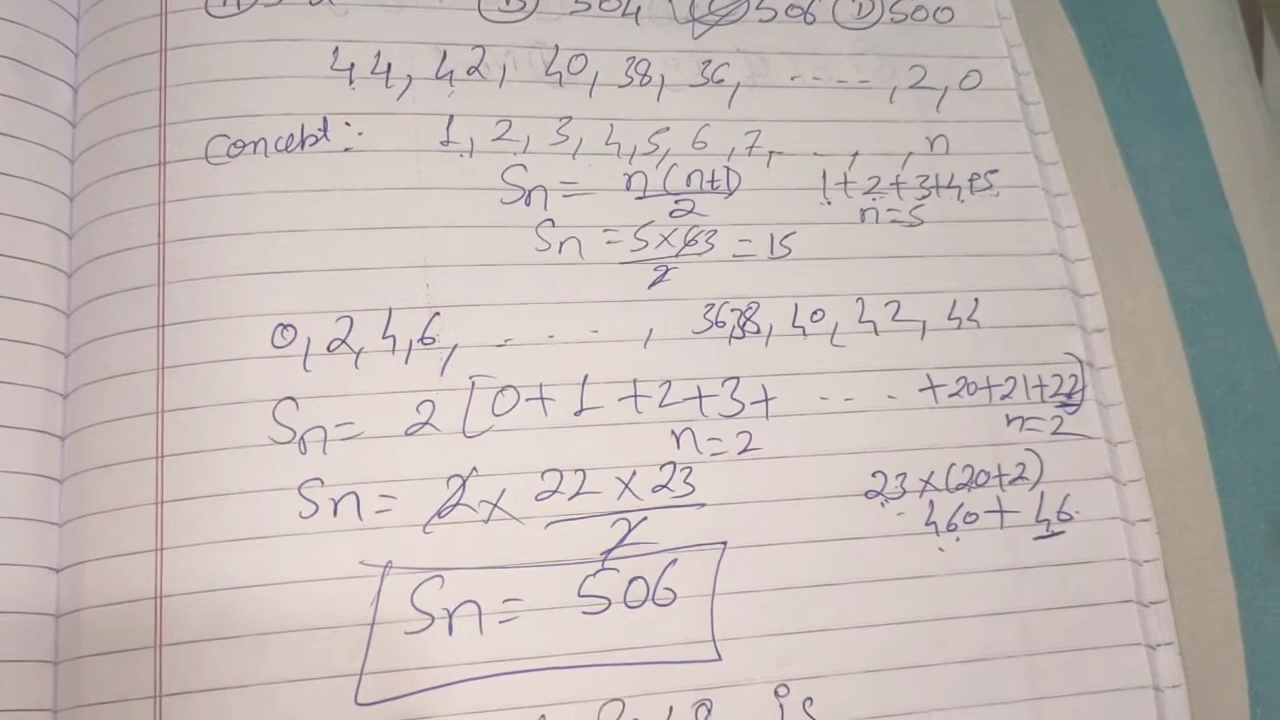 (B) 504 (C) 506 (D) 500
44, 42, 40, 38, 36, ....., 2, 0
Concept:- 1, 2, 3, 4, 5, 6, 7, . . , , n
Sn = n(n+1)/2 1+2+3+4+5
n=5
Sn = 5×63/2 = 15
0, 2, 4, 6, - . . . . , 36, 38, 40, 42, 44
Sn = 2 [0+1+2+3+ .... +20+21+22]
n=2 n=2
Sn = 2 × 22×23/2 23×(20+2)
460+46
Sn = 506
is